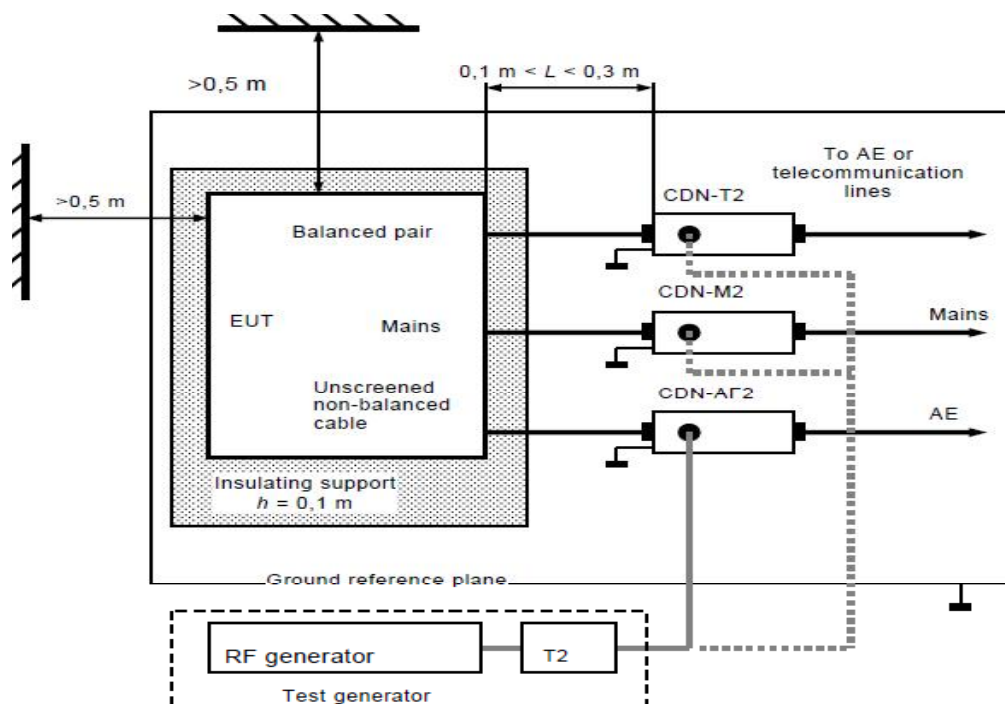 >0,5 m
0,1 m < L < 0,3 m
>0,5 m
To AE or
telecommunication
lines
CDN-T2
Balanced pair
CDN-M2
EUT
Mains
Mains
Unscreened
non-balanced
cable
CDN-AF2
AE
Insulating support
h = 0,1 m
Ground reference plane
RF generator
T2
Test generator